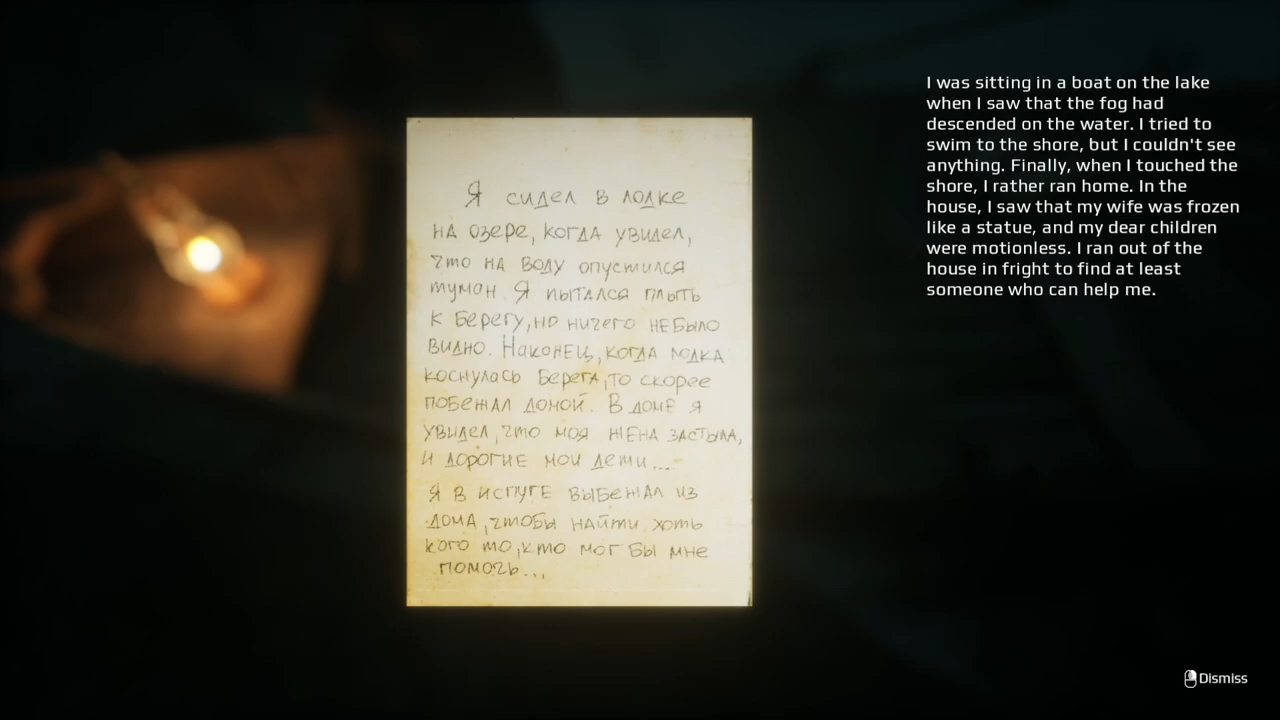 Я сидел в лодке
на озере, когда увидел,
что на воду опустился
туман. Я пытался плыть
к берегу, но ничего небыло
видно. Наконец, когда лодка
коснулась берега, то скорее
побежал домой. В доме я
увидел, что моя жена застыла,
и дорогие мои дети...
Я в испуге выбежал из
дома, чтобы найти хоть
кого то, кто мог бы мне
помочь...
I was sitting in a boat on the lake
when I saw that the fog had
descended on the water. I tried to
swim to the shore, but I couldn't see
anything. Finally, when I touched the
shore, I rather ran home. In the
house, I saw that my wife was frozen
like a statue, and my dear children
were motionless. I ran out of the
house in fright to find at least
someone who can help me.
Dismiss